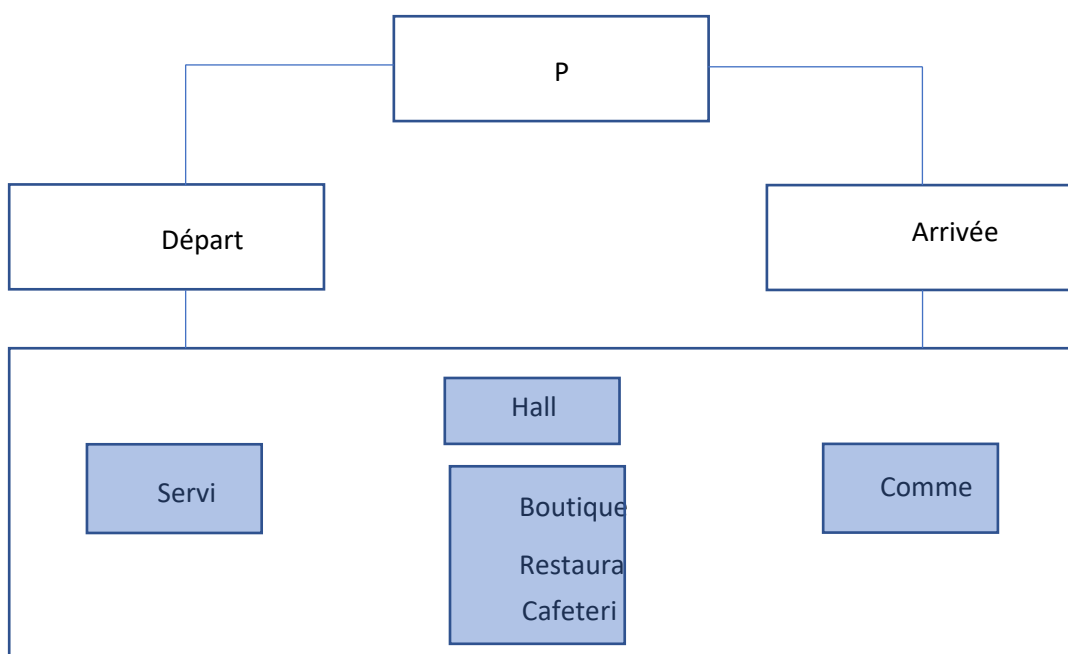 P
Départ
Arrivée
Hall
Servi
Comme
Boutique
Restaura
Cafeteri